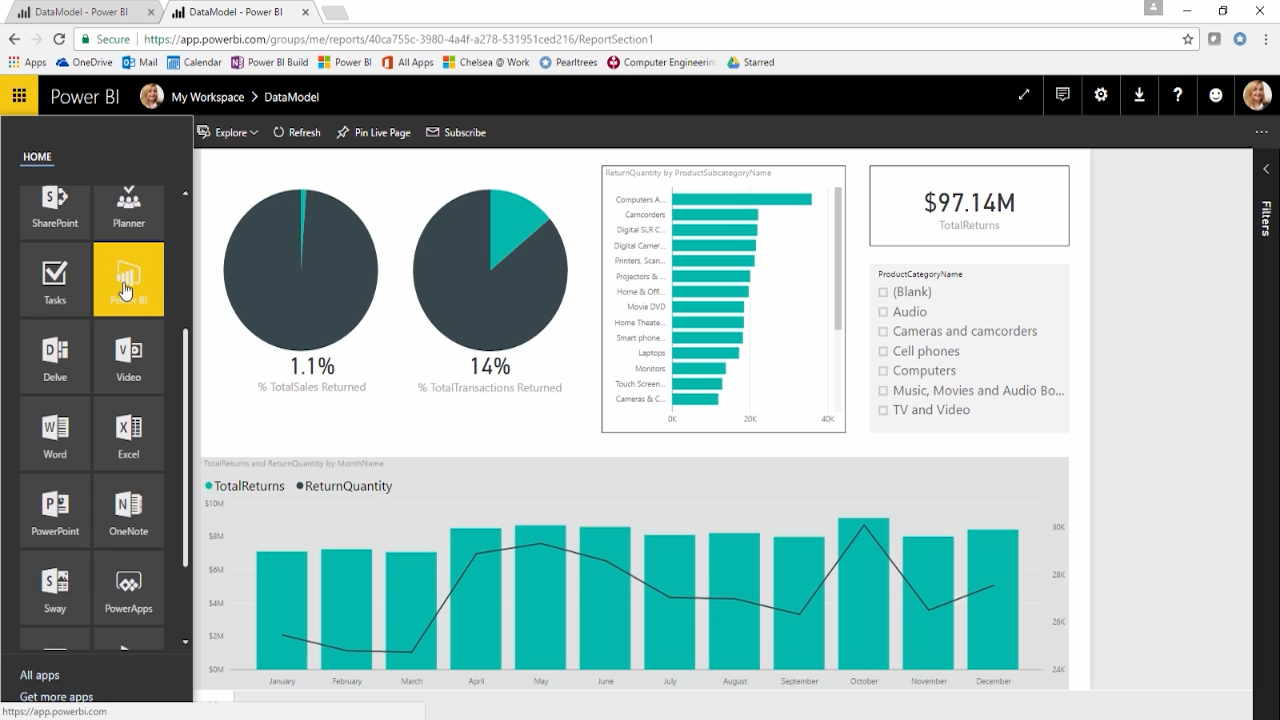 DataModel - Power BI
DataModel - Power BI
Secure
https://app.powerbi.com/groups/me/reports/40ca755c-3980-4a4f-a278-531951ced216/ReportSection1
Apps
OneDrive
Mail
Calendar
Power BI Build
Power BI
All Apps
Chelsea @ Work
Pearltrees
Computer Engineerin
Starred
Power BI
My Workspace > DataModel
Explore
Refresh
Pin Live Page
Subscribe
HOME
SharePoint
Planner
Tasks
Power BI
Delve
Video
Word
Excel
PowerPoint
OneNote
Sway
PowerApps
All apps
Get more apps
https://app.powerbi.com
1.1%
% TotalSales Returned
14%
% TotalTransactions Returned
ReturnQuantity by ProductSubcategoryName
Computers A...
Camcorders
Digital SLR C...
Digital Camer...
Printers, Scan...
Projectors & ...
Home & Offi...
Movie DVD
Home Theate...
Smart phone...
Laptops
Monitors
Touch Screen...
Cameras & C...
0K
20K
40K
$97.14M
TotalReturns
ProductCategoryName
(Blank)
Audio
Cameras and camcorders
Cell phones
Computers
Music, Movies and Audio Bo...
TV and Video
Filters
TotalReturns and ReturnQuantity by MonthName
TotalReturns
ReturnQuantity
$10M
$8M
$6M
$4M
$2M
$0M
30K
28K
26K
24K
January
February
March
April
May
June
July
August
September
October
November
December